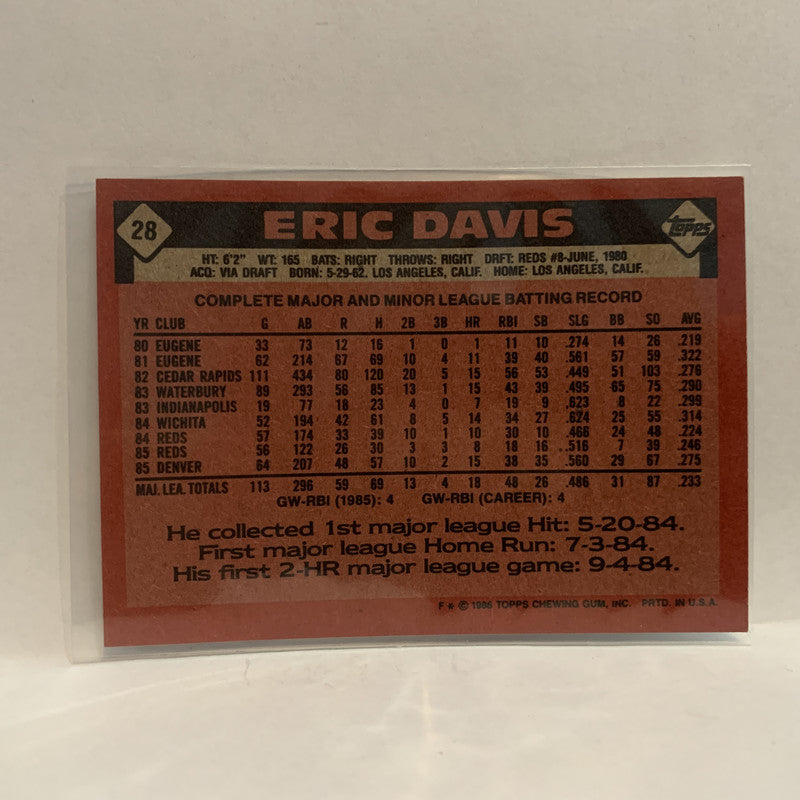 28 ERIC DAVIS topps
HT: 6'2" WT: 165 BATS: RIGHT THROWS: RIGHT DRFT: REDS #8-JUNE, 1980
ACQ: VIA DRAFT BORN: 5-29-62, LOS ANGELES, CALIF. HOME: LOS ANGELES, CALIF.
COMPLETE MAJOR AND MINOR LEAGUE BATTING RECORD
YR CLUB G AB R H 2B 3B HR RBI SB SLG BB SO AVG
80 EUGENE 33 73 12 16 1 0 1 11 10 .274 14 26 .219
81 EUGENE 62 214 67 69 10 4 11 39 40 .561 57 59 .322
82 CEDAR RAPIDS 111 434 80 120 20 5 15 56 53 .449 51 103 .276
83 WATERBURY 89 293 56 85 13 1 15 43 39 .495 65 75 .290
83 INDIANAPOLIS 19 77 18 23 4 0 7 19 9 .623 8 22 .299
84 WICHITA 52 194 42 61 8 5 14 34 27 .624 25 55 .314
84 REDS 57 174 33 39 10 1 10 30 10 .466 24 48 .224
85 REDS 56 122 26 30 3 3 8 18 16 .516 7 39 .246
85 DENVER 64 207 48 57 10 2 15 38 35 .560 29 67 .275
MAJ. LEA. TOTALS 113 296 59 69 13 4 18 48 26 .486 31 87 .233
GW-RBI (1985): 4 GW-RBI (CAREER): 4
He collected 1st major league Hit: 5-20-84.
First major league Home Run: 7-3-84.
His first 2-HR major league game: 9-4-84.
F * © 1986 TOPPS CHEWING GUM, INC. PRTD. IN U.S.A.